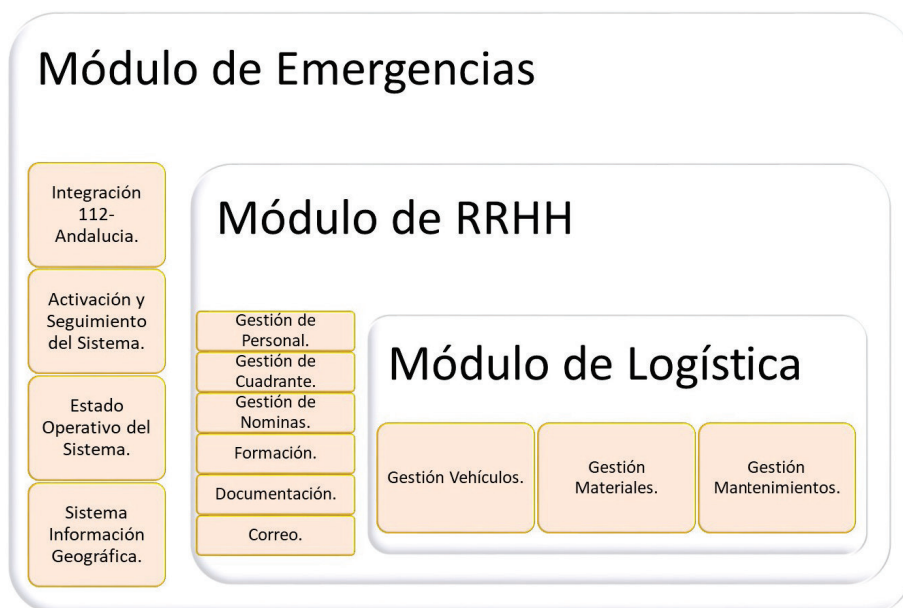 Módulo de Emergencias
Integración
112-
Andalucia.
Activación y
Seguimiento
del Sistema.
Estado
Operativo del
Sistema.
Sistema
Información
Geográfica.
Módulo de RRHH
Gestión de
Personal.
Gestión de
Cuadrante.
Gestión de
Nominas.
Formación.
Documentación.
Correo.
Módulo de Logística
Gestión Vehículos.
Gestión
Materiales.
Gestión
Mantenimientos.